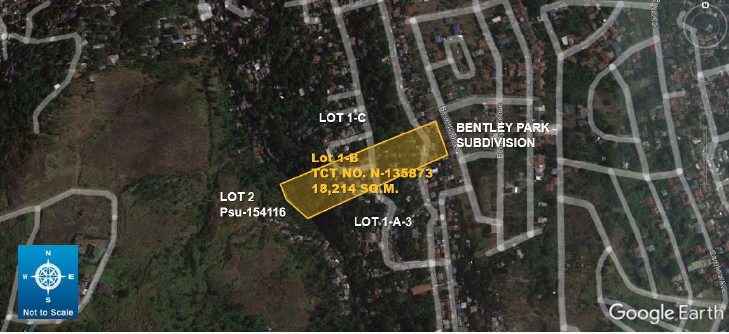 LOT 1-C
BENTLEY PARK
SUBDIVISION
Lot 1-B
TCT NO. N-135873
18,214 SQ.M.
LOT 2
Psu-154116
LOT 1-A-3
N
W E
S
Not to Scale
Google Earth